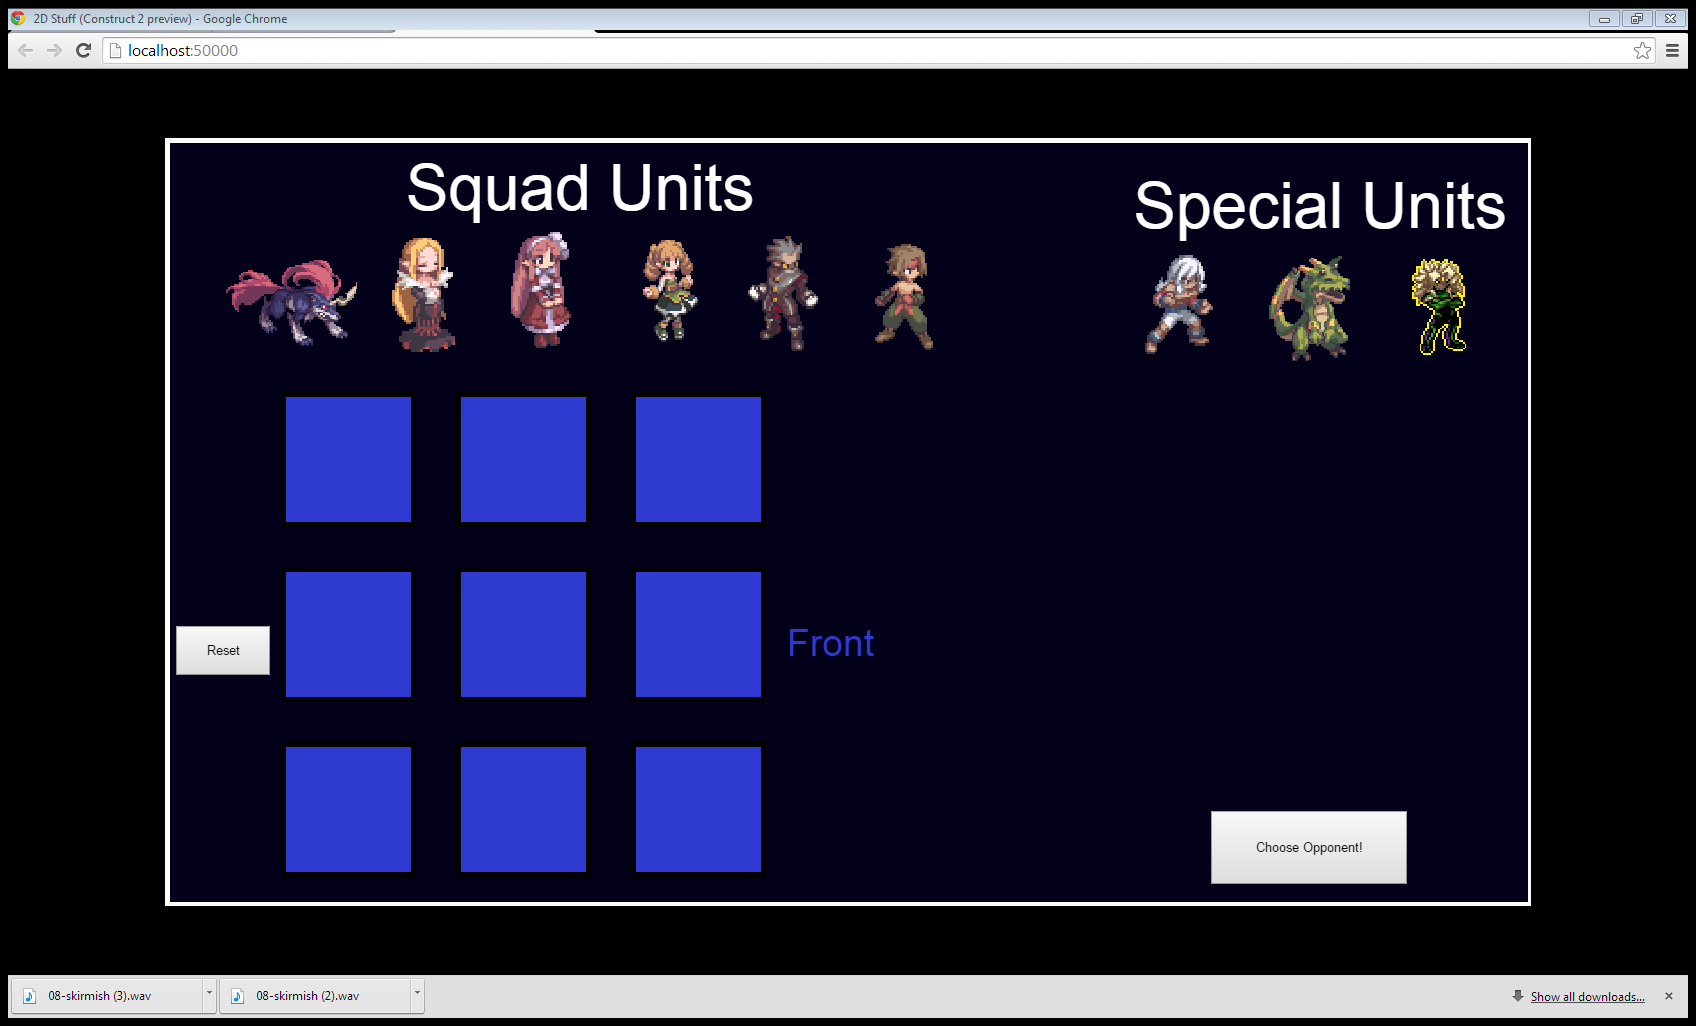 2D Stuff (Construct 2 preview) - Google Chrome
localhost:50000
Squad Units
Special Units
Front
Reset
Choose Opponent!
08-skirmish (3).wav
08-skirmish (2).wav
Show all downloads...